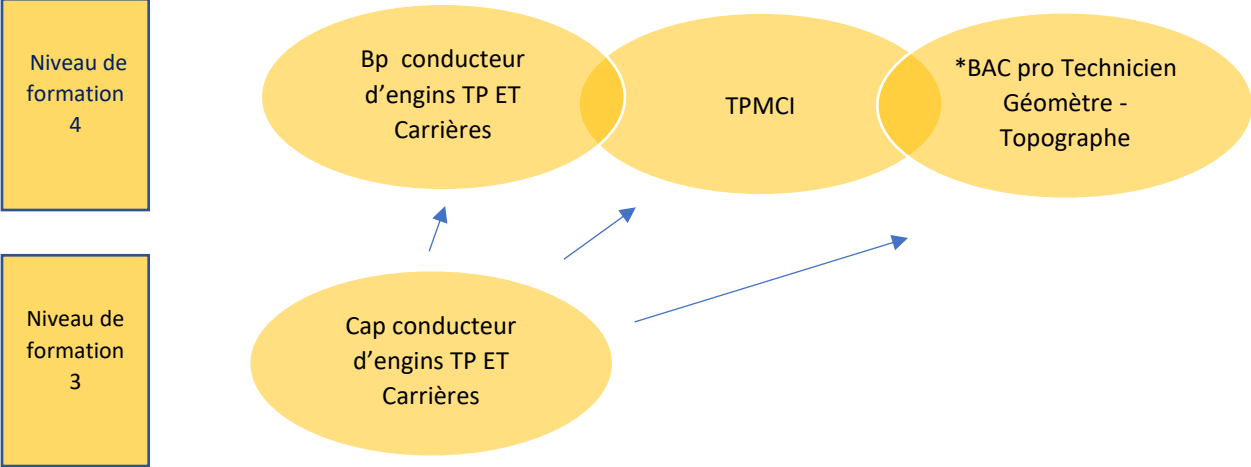 Niveau de
formation
4
Bp conducteur
d’engins TP ET
Carrières
TPMCI
*BAC pro Technicien
Géomètre -
Topographe
Niveau de
formation
3
Cap conducteur
d’engins TP ET
Carrières